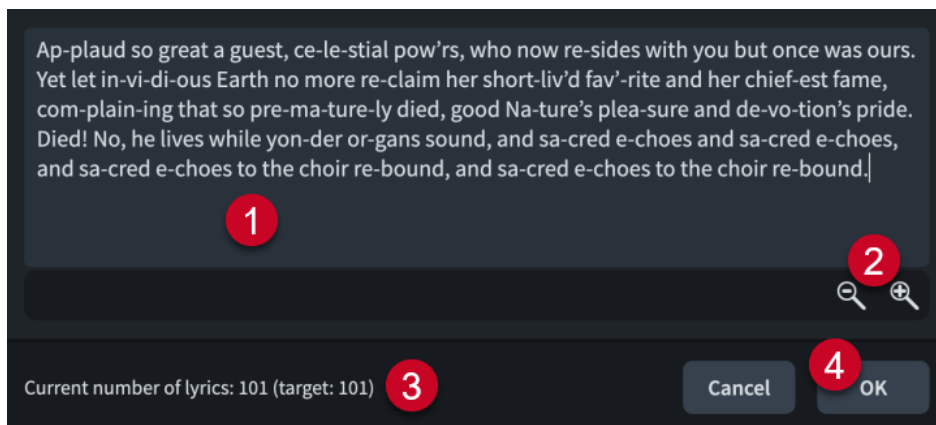 Ap-plaud so great a guest, ce-le-stial pow’rs, who now re-sides with you but once was ours.
Yet let in-vi-di-ous Earth no more re-claim her short-liv’d fav’-rite and her chief-est fame,
com-plain-ing that so pre-ma-ture-ly died, good Na-ture’s plea-sure and de-vo-tion’s pride.
Died! No, he lives while yon-der or-gans sound, and sa-cred e-choes and sa-cred e-choes,
and sa-cred e-choes to the choir re-bound, and sa-cred e-choes to the choir re-bound.
1
2
Current number of lyrics: 101 (target: 101) 3
Cancel
4 OK